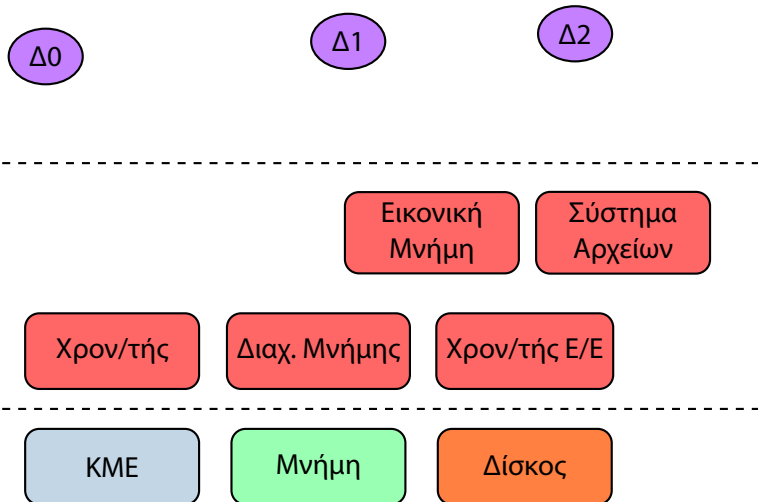 Δ0
Δ1
Δ2
Εικονική
Μνήμη
Σύστημα
Αρχείων
Χρον/τής
Διαχ. Μνήμης
Χρον/τής Ε/Ε
ΚΜΕ
Μνήμη
Δίσκος